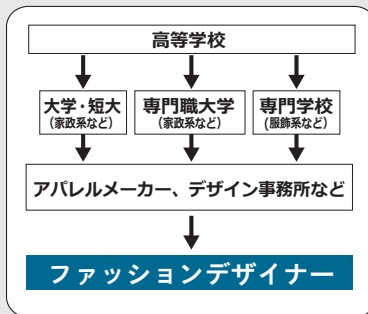 高等学校
大学・短大 専門職大学 専門学校
(家政系など) (家政系など) (服飾系など)
アパレルメーカー、デザイン事務所など
ファッションデザイナー